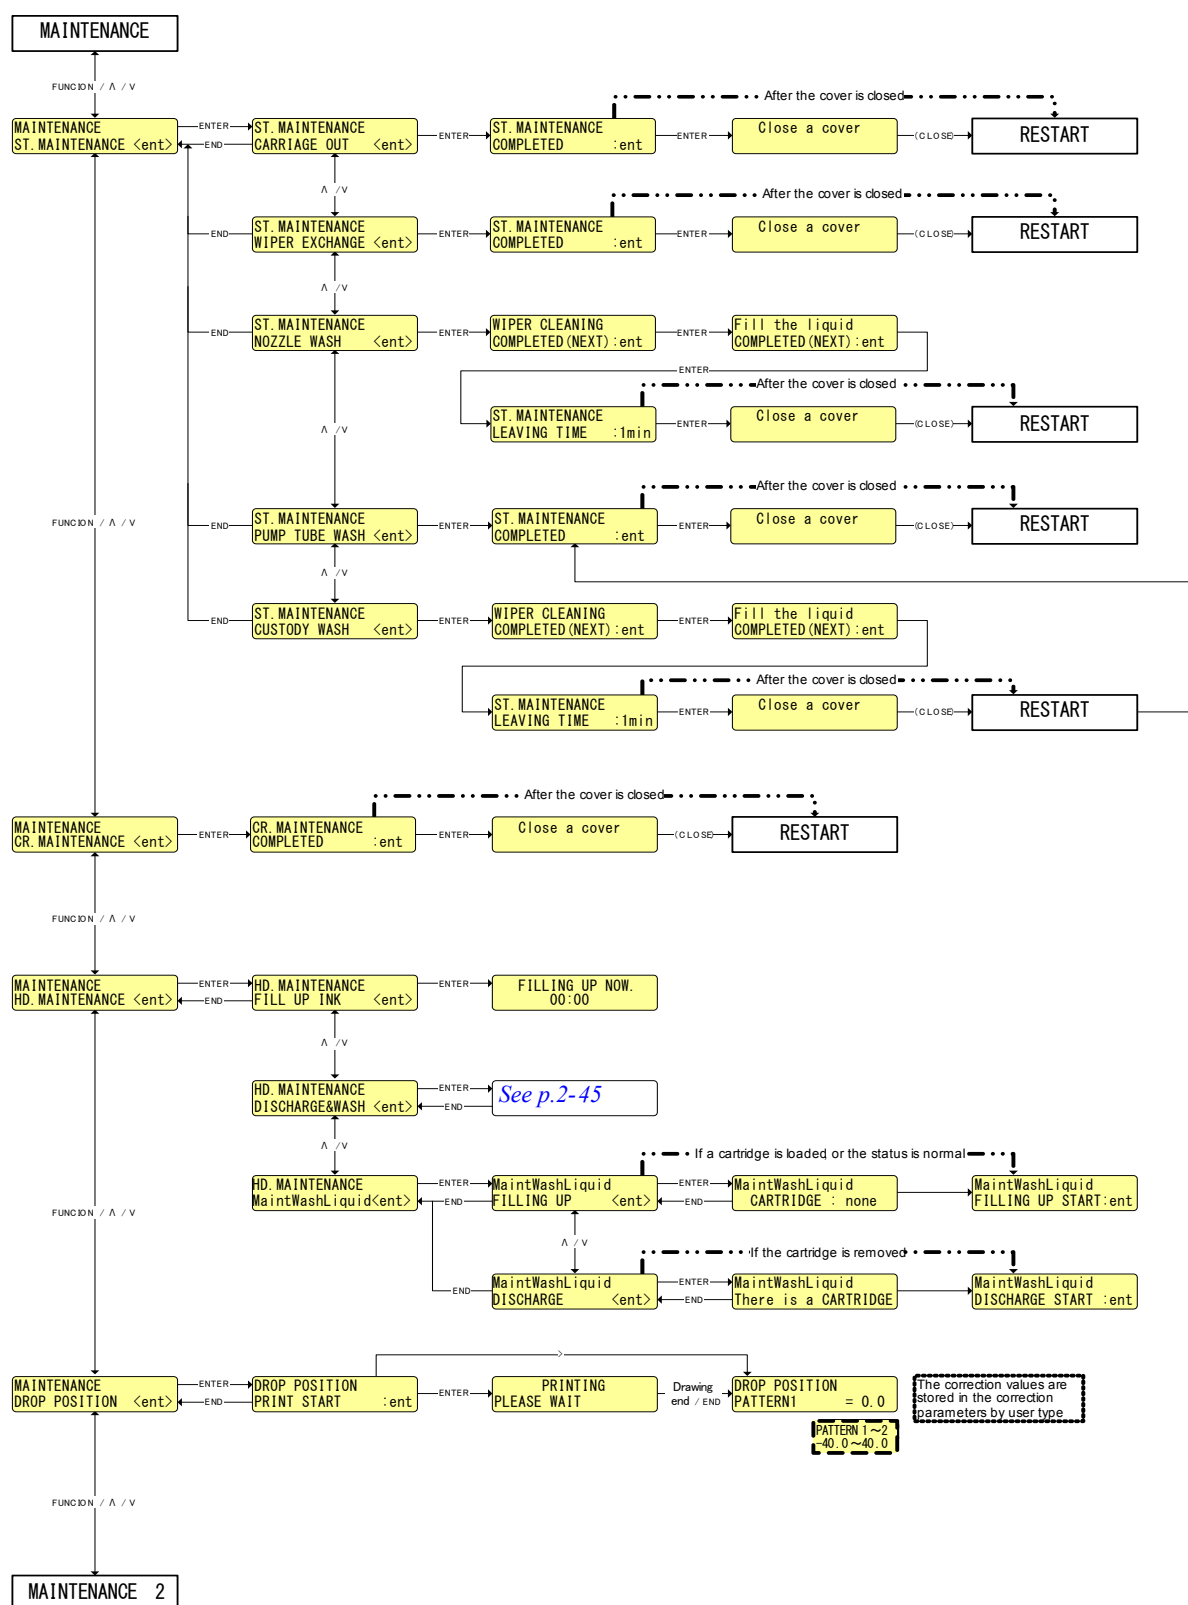 MAINTENANCE
FUNCION / Λ / V
After the cover is closed
MAINTENANCE
ST.MAINTENANCE <ent>
ENTER
END
ST.MAINTENANCE
CARRIAGE OUT <ent>
ENTER
ST.MAINTENANCE
COMPLETED :ent
ENTER
Close a cover
(CLOSE)
RESTART
Λ / V
After the cover is closed
END
ST.MAINTENANCE
WIPER EXCHANGE <ent>
ENTER
ST.MAINTENANCE
COMPLETED :ent
ENTER
Close a cover
(CLOSE)
RESTART
Λ / V
END
ST.MAINTENANCE
NOZZLE WASH <ent>
ENTER
WIPER CLEANING
COMPLETED(NEXT):ent
ENTER
Fill the liquid
COMPLETED(NEXT):ent
ENTER
After the cover is closed
Λ / V
ST.MAINTENANCE
LEAVING TIME :1min
ENTER
Close a cover
(CLOSE)
RESTART
After the cover is closed
FUNCION / Λ / V
END
ST.MAINTENANCE
PUMP TUBE WASH <ent>
ENTER
ST.MAINTENANCE
COMPLETED :ent
ENTER
Close a cover
(CLOSE)
RESTART
Λ / V
END
ST.MAINTENANCE
CUSTODY WASH <ent>
ENTER
WIPER CLEANING
COMPLETED(NEXT):ent
ENTER
Fill the liquid
COMPLETED(NEXT):ent
After the cover is closed
ST.MAINTENANCE
LEAVING TIME :1min
ENTER
Close a cover
(CLOSE)
RESTART
After the cover is closed
MAINTENANCE
CR.MAINTENANCE <ent>
ENTER
CR.MAINTENANCE
COMPLETED :ent
ENTER
Close a cover
(CLOSE)
RESTART
FUNCION / Λ / V
MAINTENANCE
HD.MAINTENANCE <ent>
ENTER
END
HD.MAINTENANCE
FILL UP INK <ent>
ENTER
FILLING UP NOW.
00:00
Λ / V
HD.MAINTENANCE
DISCHARGE&WASH <ent>
ENTER
END
See p.2-45
Λ / V
If a cartridge is loaded, or the status is normal
HD.MAINTENANCE
MaintWashLiquid<ent>
ENTER
END
MaintWashLiquid
FILLING UP <ent>
ENTER
END
MaintWashLiquid
CARTRIDGE : none
MaintWashLiquid
FILLING UP START:ent
FUNCION / Λ / V
Λ / V
If the cartridge is removed
END
MaintWashLiquid
DISCHARGE <ent>
ENTER
END
MaintWashLiquid
There is a CARTRIDGE
MaintWashLiquid
DISCHARGE START :ent
>
MAINTENANCE
DROP POSITION <ent>
ENTER
END
DROP POSITION
PRINT START :ent
ENTER
PRINTING
PLEASE WAIT
Drawing
end / END
DROP POSITION
PATTERN1 = 0.0
The correction values are
stored in the correction
parameters by user type
PATTERN 1~2
-40.0~40.0
FUNCION / Λ / V
MAINTENANCE 2